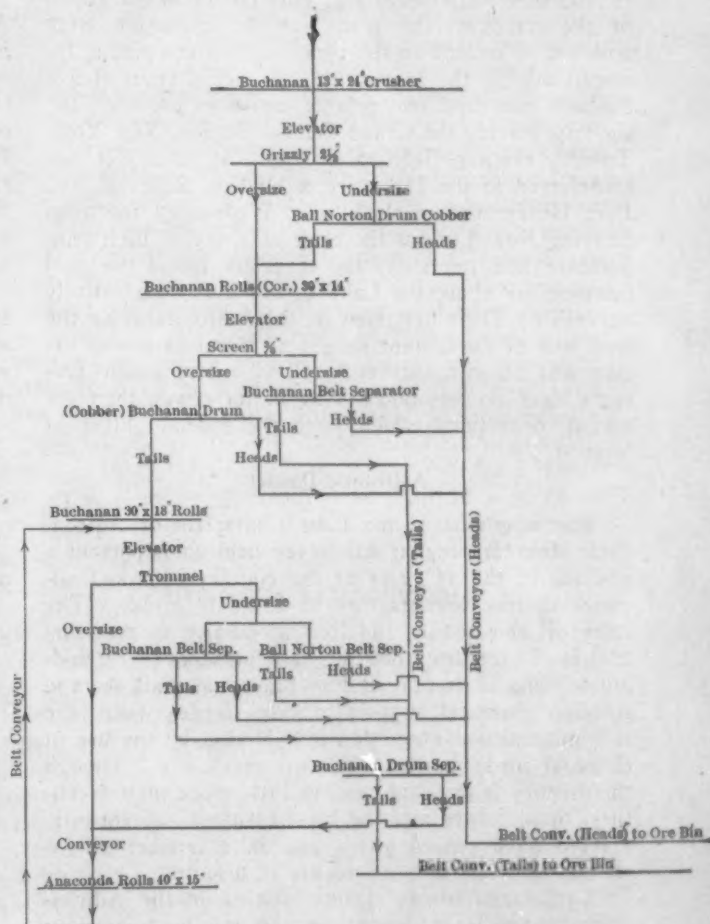 Buchanan 13"x 24" Crusher
Elevator
Grizzly 2½"
Oversize
Undersize
Ball Norton Drum Cobber
Tails
Heads
Buchanan Rolls (Cor.) 30"x 14"
Elevator
Screen
Oversize
Undersize
Buchanan Belt Separator
(Cobber) Buchanan Drum
Tails
Heads
Tails
Heads
Buchanan 30"x 18" Rolls
Elevator
Trommel
Undersize
Oversize
Buchanan Belt Sep.
Ball Norton Belt Sep.
Tails
Heads
Tails
Heads
Belt Conveyor (Tails)
Belt Conveyor (Heads)
Belt Conveyor
Buchanan Drum Sep.
Tails
Heads
Belt Conv. (Heads) to Ore Bin
Conveyor
Belt Conv. (Tails) to Ore Bin
Anaconda Rolls 40"x 15"